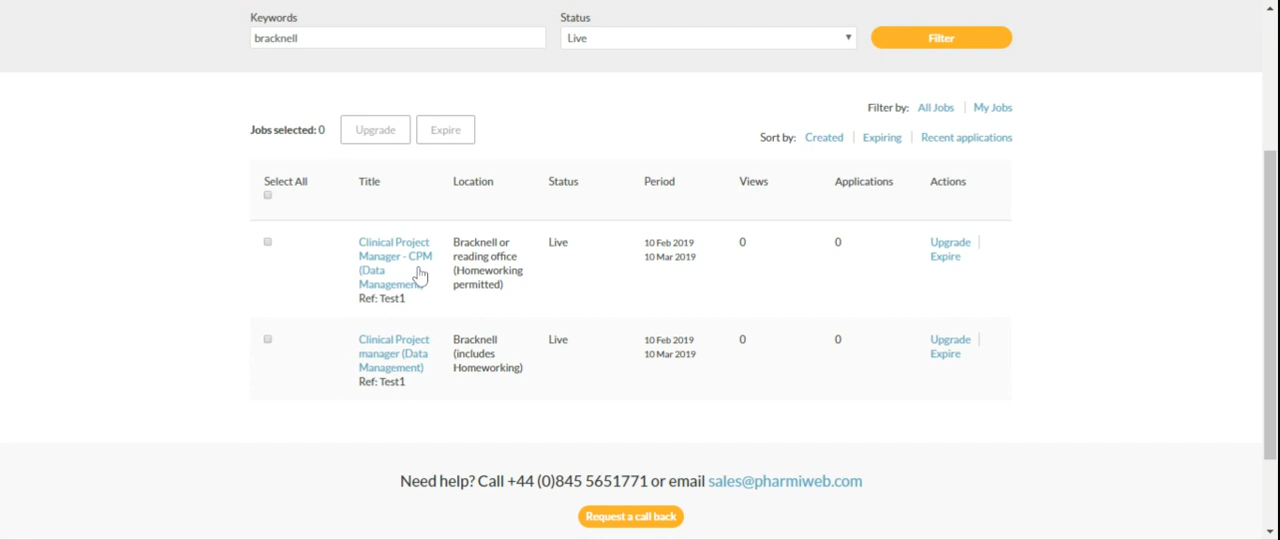 Keywords
Status
bracknell
Live
Filter
Filter by: All Jobs My Jobs
Jobs selected: 0 Upgrade Expire
Sort by: Created Expiring Recent applications
Select All Title Location Status Period Views Applications Actions
Clinical Project
Manager - CPM
(Data
Management)
Ref: Test1
Bracknell or
reading office
(Homeworking
permitted)
Live
10 Feb 2019
10 Mar 2019
0
0
Upgrade
Expire
Clinical Project
manager (Data
Management)
Ref: Test1
Bracknell
(includes
Homeworking)
Live
10 Feb 2019
10 Mar 2019
0
0
Upgrade
Expire
Need help? Call +44 (0)845 5651771 or email sales@pharmiweb.com
Request a call back